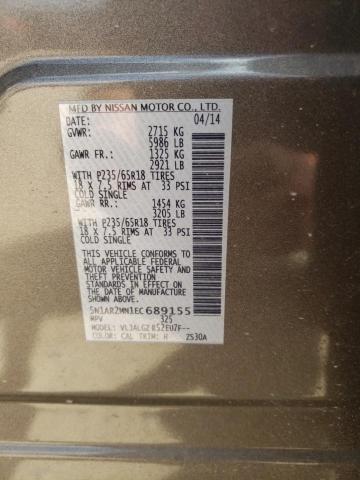 MFD BY NISSAN MOTOR CO., LTD.
DATE: 04/14
GVWR: 2715 KG
5986 LB
GAWR FR.: 1325 KG
2921 LB
WITH P235/65R18 TIRES
18 X 7.5 RIMS AT 33 PSI
COLD SINGLE
GAWR RR.: 1454 KG
3205 LB
WITH P235/65R18 TIRES
18 X 7.5 RIMS AT 33 PSI
COLD SINGLE
THIS VEHICLE CONFORMS
TO ALL APPLICABLE FEDERAL
MOTOR VEHICLE SAFETY AND
THEFT PREVENTION
STANDARDS IN EFFECT ON
THE DATE OF MANUFACTURE
SHOWN ABOVE.
5N1AR2MN1EC689155
MPV 325
MODEL: VL3ALGZ R52EUZF--
COLOR: CAL TRIM: H ZS30A